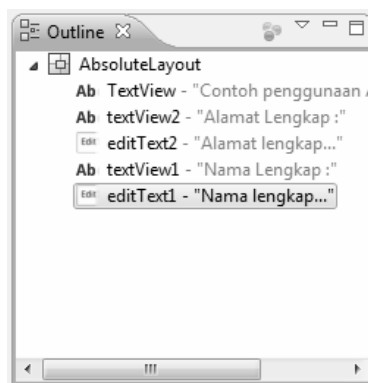 Outline
AbsoluteLayout
Ab TextView - "Contoh penggunaan
Ab textView2 - "Alamat Lengkap :"
Edit editText2 - "Alamat lengkap..."
Ab textView1 - "Nama Lengkap :"
Edit editText1 - "Nama lengkap..."